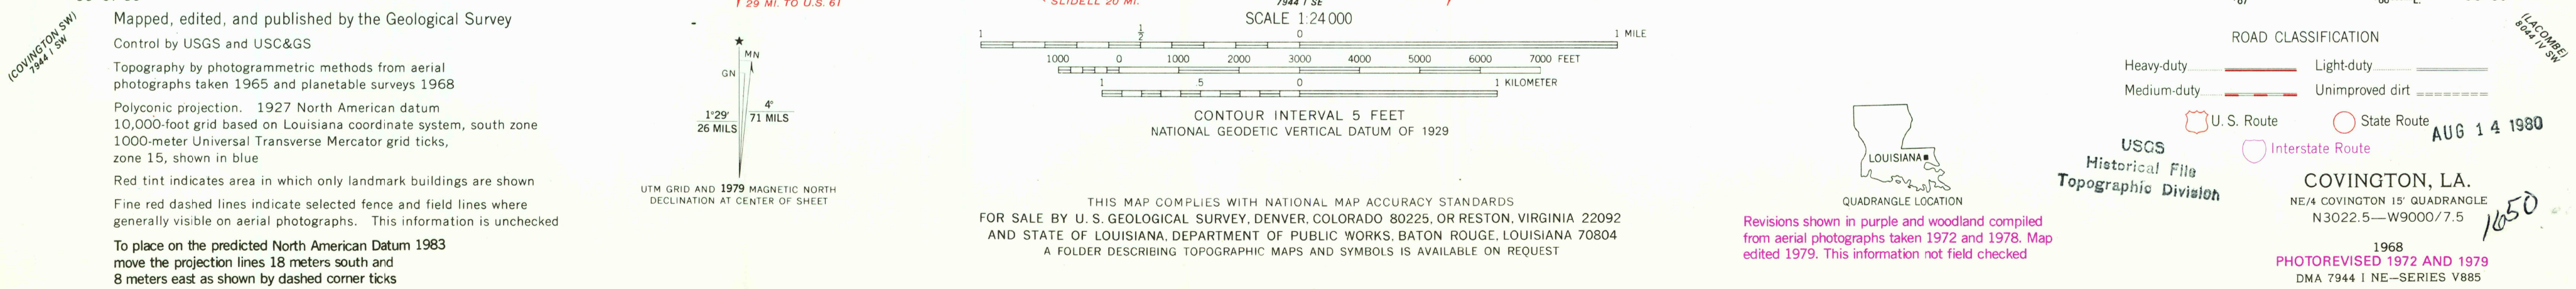 (COVINGTON SW)
7944 I SW
Mapped, edited, and published by the Geological Survey
Control by USGS and USC&GS
Topography by photogrammetric methods from aerial
photographs taken 1965 and planetable surveys 1968
Polyconic projection. 1927 North American datum
10,000-foot grid based on Louisiana coordinate system, south zone
1000-meter Universal Transverse Mercator grid ticks,
zone 15, shown in blue
Red tint indicates area in which only landmark buildings are shown
Fine red dashed lines indicate selected fence and field lines where
generally visible on aerial photographs. This information is unchecked
To place on the predicted North American Datum 1983
move the projection lines 18 meters south and
8 meters east as shown by dashed corner ticks
29 MI. TO U.S. 61
MN
GN
1°29′
26 MILS
4°
71 MILS
UTM GRID AND 1979 MAGNETIC NORTH
DECLINATION AT CENTER OF SHEET
SLIDELL 20 MI.
7944 I SE
SCALE 1:24 000
1 ½ 0 1 MILE
1000 0 1000 2000 3000 4000 5000 6000 7000 FEET
1 .5 0 1 KILOMETER
CONTOUR INTERVAL 5 FEET
NATIONAL GEODETIC VERTICAL DATUM OF 1929
THIS MAP COMPLIES WITH NATIONAL MAP ACCURACY STANDARDS
FOR SALE BY U. S. GEOLOGICAL SURVEY, DENVER, COLORADO 80225, OR RESTON, VIRGINIA 22092
AND STATE OF LOUISIANA, DEPARTMENT OF PUBLIC WORKS, BATON ROUGE, LOUISIANA 70804
A FOLDER DESCRIBING TOPOGRAPHIC MAPS AND SYMBOLS IS AVAILABLE ON REQUEST
LOUISIANA
QUADRANGLE LOCATION
Revisions shown in purple and woodland compiled
from aerial photographs taken 1972 and 1978. Map
edited 1979. This information not field checked
(LACOMBE)
8044 IV SW
ROAD CLASSIFICATION
Heavy-duty Light-duty
Medium-duty Unimproved dirt
U. S. Route State Route
Interstate Route
AUG 14 1980
USGS
Historical File
Topographic Division
COVINGTON, LA.
NE/4 COVINGTON 15′ QUADRANGLE
N3022.5—W9000/7.5
1650
1968
PHOTOREVISED 1972 AND 1979
DMA 7944 I NE—SERIES V885